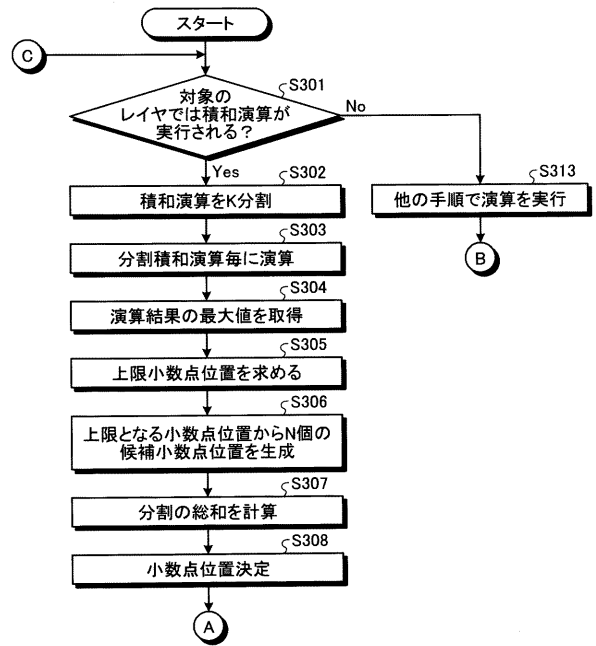 スタート
C
S301
対象の
レイヤでは積和演算が
実行される?
No
Yes
S302
積和演算をK分割
S313
他の手順で演算を実行
B
S303
分割積和演算毎に演算
S304
演算結果の最大値を取得
S305
上限小数点位置を求める
S306
上限となる小数点位置からN個の
候補小数点位置を生成
S307
分割の総和を計算
S308
小数点位置決定
A